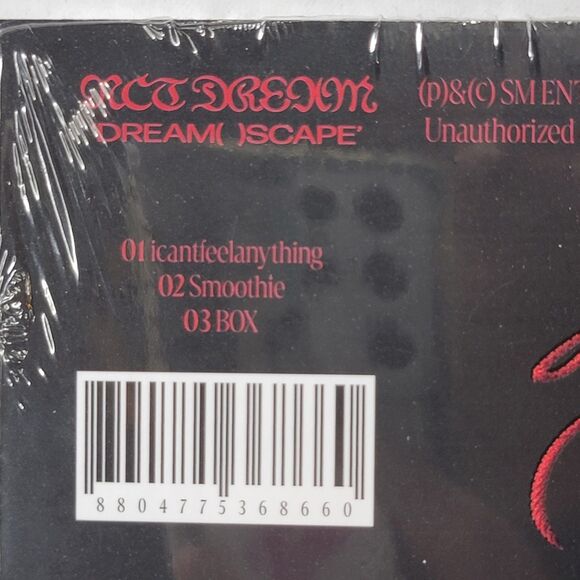 NCT DREAM
'DREAM( )SCAPE'
(p)&(c) SM ENT
Unauthorized
01 icantfeelanything
02 Smoothie
03 BOX
8804775368660